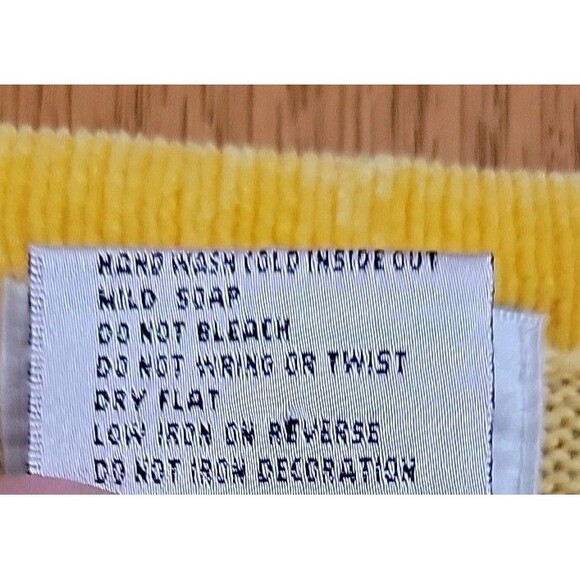 HAND WASH COLD INSIDE OUT
MILD SOAP
DO NOT BLEACH
DO NOT WRING OR TWIST
DRY FLAT
LOW IRON ON REVERSE
DO NOT IRON DECORATION